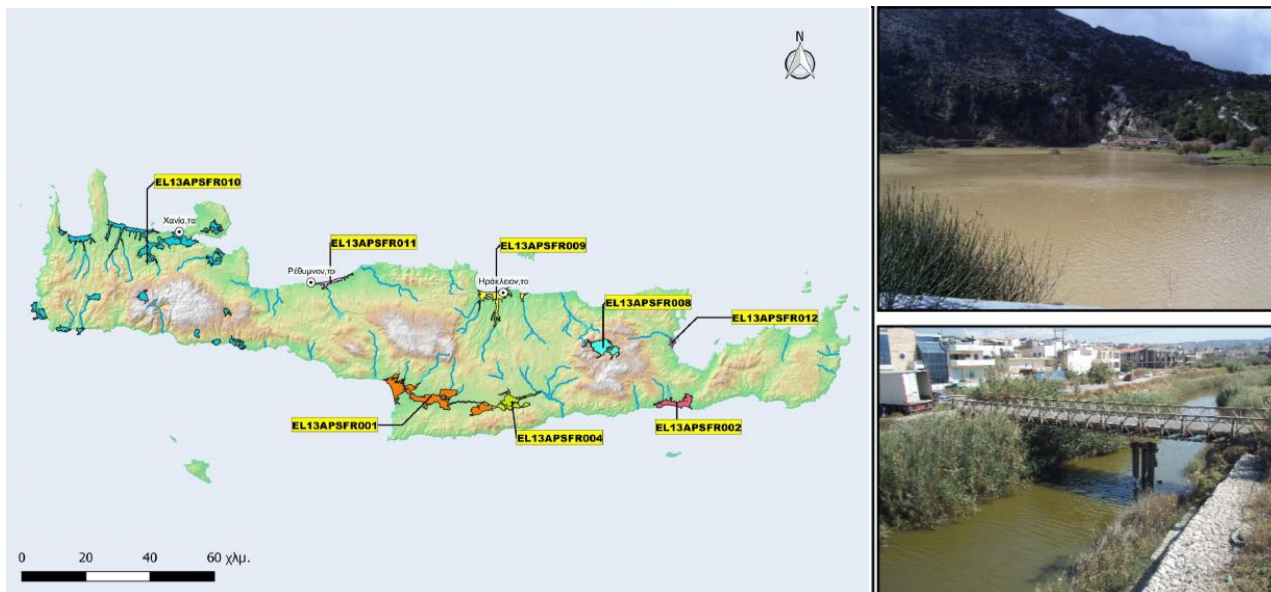 N
EL13APSFR010
Χανία,τα
EL13APSFR011
EL13APSFR009
Ρέθυμνον,το
Ηράκλειον,το
EL13APSFR008
EL13APSFR012
EL13APSFR001
EL13APSFR004
EL13APSFR002
0 20 40 60 χλμ.